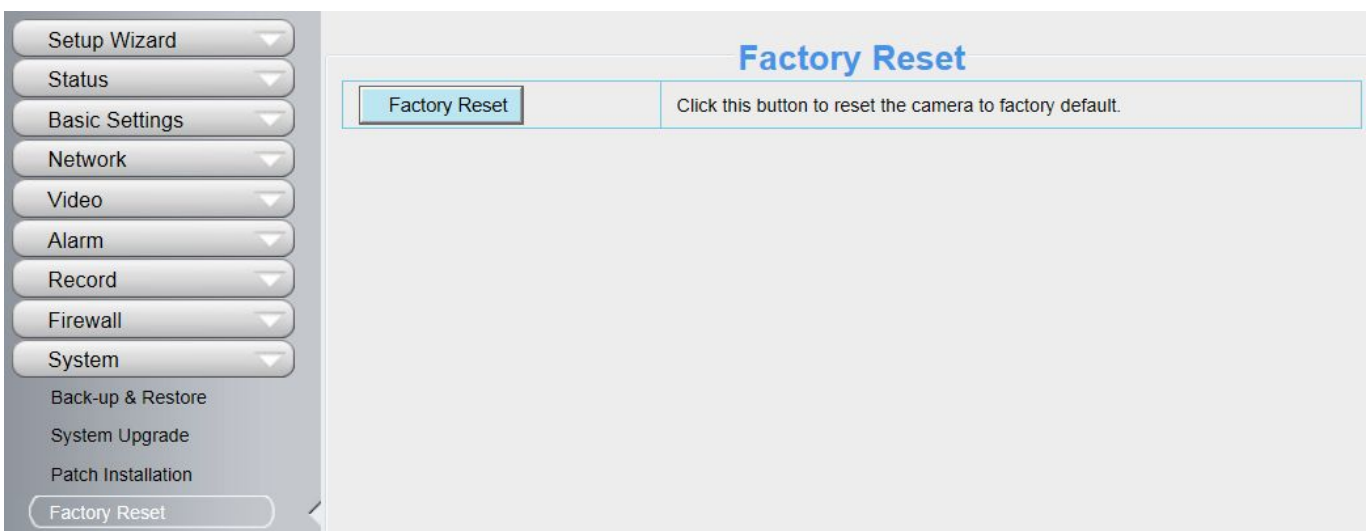 Setup Wizard
Status
Basic Settings
Network
Video
Alarm
Record
Firewall
System
Back-up & Restore
System Upgrade
Patch Installation
Factory Reset
Factory Reset
Factory Reset
Click this button to reset the camera to factory default.